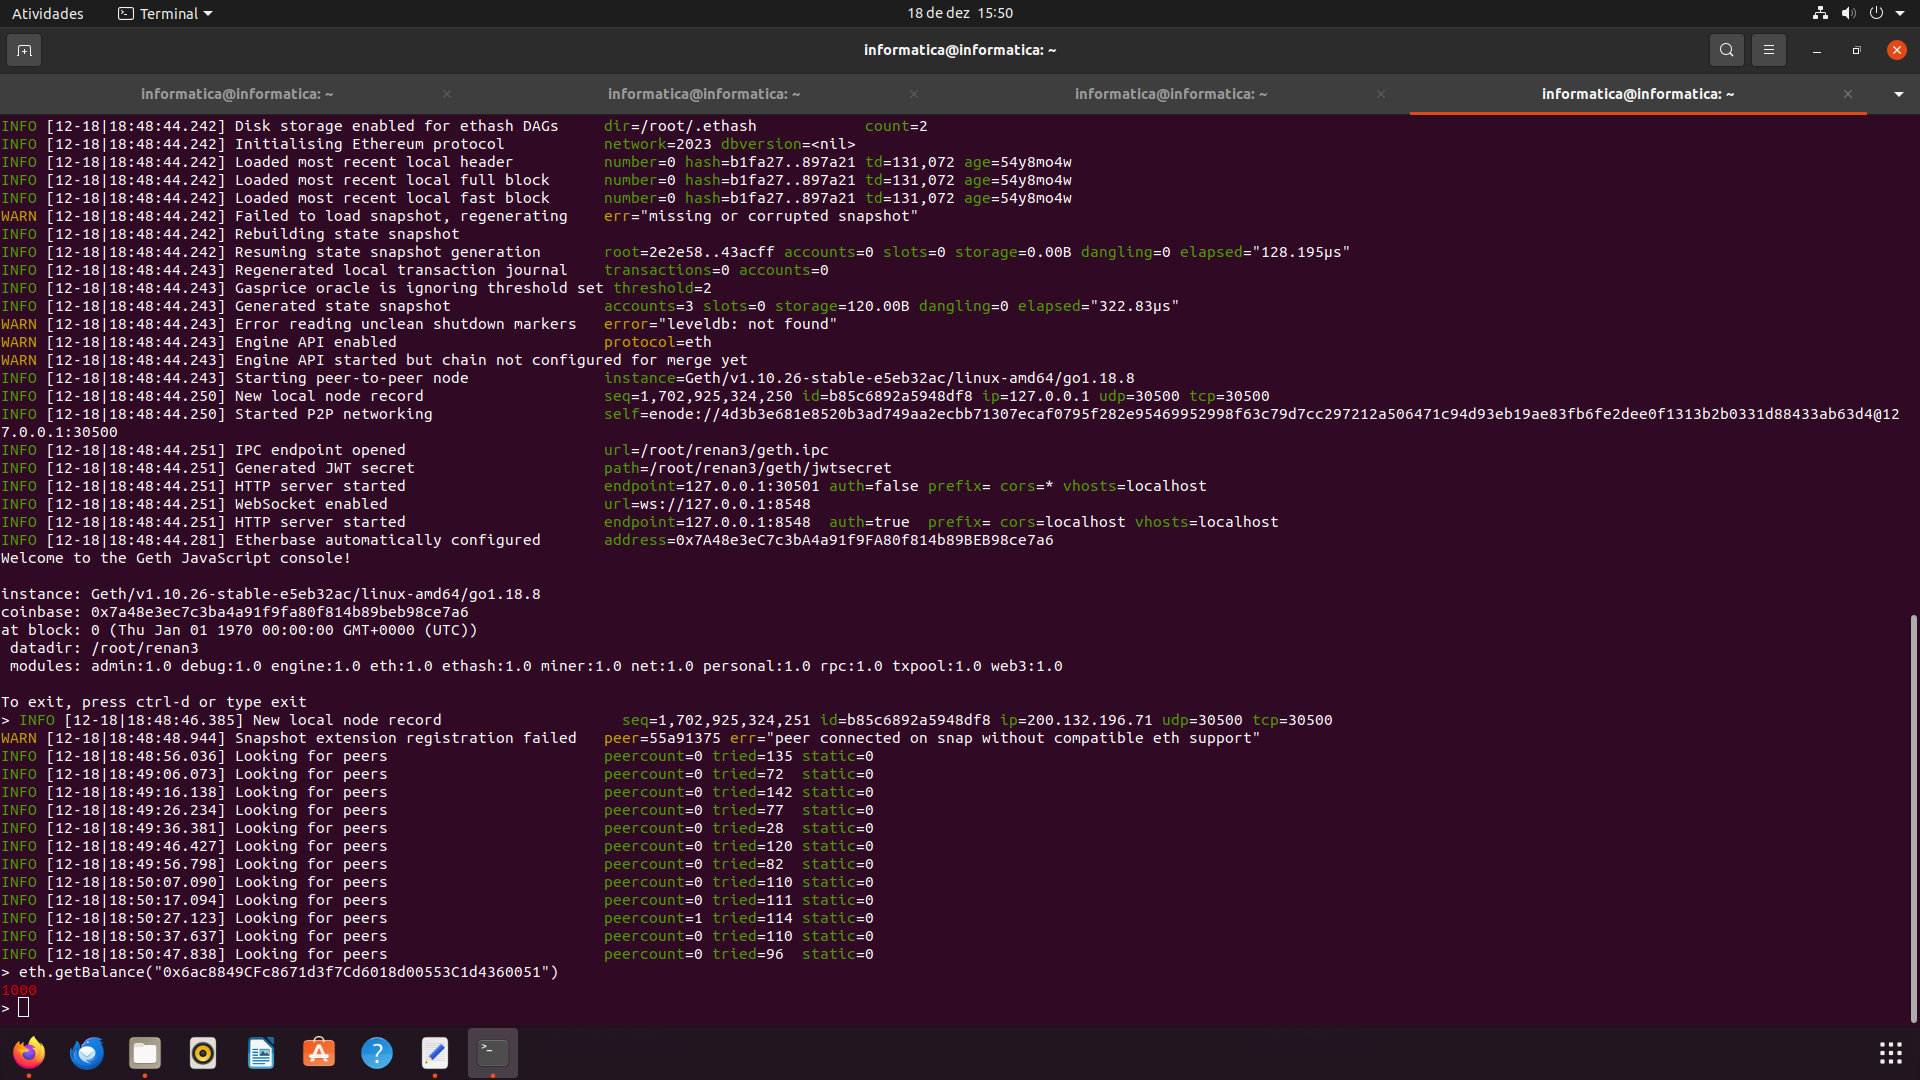 Atividades
Terminal
18 de dez 15:50
informatica@informatica: ~
informatica@informatica: ~
informatica@informatica: ~
informatica@informatica: ~
informatica@informatica: ~
INFO [12-18|18:48:44.242] Disk storage enabled for ethash DAGs dir=/root/.ethash count=2
INFO [12-18|18:48:44.242] Initialising Ethereum protocol network=2023 dbversion=<nil>
INFO [12-18|18:48:44.242] Loaded most recent local header number=0 hash=b1fa27..897a21 td=131,072 age=54y8mo4w
INFO [12-18|18:48:44.242] Loaded most recent local full block number=0 hash=b1fa27..897a21 td=131,072 age=54y8mo4w
INFO [12-18|18:48:44.242] Loaded most recent local fast block number=0 hash=b1fa27..897a21 td=131,072 age=54y8mo4w
WARN [12-18|18:48:44.242] Failed to load snapshot, regenerating err="missing or corrupted snapshot"
INFO [12-18|18:48:44.242] Rebuilding state snapshot
INFO [12-18|18:48:44.242] Resuming state snapshot generation root=2e2e58..43acff accounts=0 slots=0 storage=0.00B dangling=0 elapsed="128.195µs"
INFO [12-18|18:48:44.243] Regenerated local transaction journal transactions=0 accounts=0
INFO [12-18|18:48:44.243] Gasprice oracle is ignoring threshold set threshold=2
INFO [12-18|18:48:44.243] Generated state snapshot accounts=3 slots=0 storage=120.00B dangling=0 elapsed="322.83µs"
WARN [12-18|18:48:44.243] Error reading unclean shutdown markers error="leveldb: not found"
WARN [12-18|18:48:44.243] Engine API enabled protocol=eth
WARN [12-18|18:48:44.243] Engine API started but chain not configured for merge yet
INFO [12-18|18:48:44.243] Starting peer-to-peer node instance=Geth/v1.10.26-stable-e5eb32ac/linux-amd64/go1.18.8
INFO [12-18|18:48:44.250] New local node record seq=1,702,925,324,250 id=b85c6892a5948df8 ip=127.0.0.1 udp=30500 tcp=30500
INFO [12-18|18:48:44.250] Started P2P networking self=enode://4d3b3e681e8520b3ad749aa2ecbb71307ecaf0795f282e95469952998f63c79d7cc297212a506471c94d93eb19ae83fb6fe2dee0f1313b2b0331d88433ab63d4@12
7.0.0.1:30500
INFO [12-18|18:48:44.251] IPC endpoint opened url=/root/renan3/geth.ipc
INFO [12-18|18:48:44.251] Generated JWT secret path=/root/renan3/geth/jwtsecret
INFO [12-18|18:48:44.251] HTTP server started endpoint=127.0.0.1:30501 auth=false prefix= cors=* vhosts=localhost
INFO [12-18|18:48:44.251] WebSocket enabled url=ws://127.0.0.1:8548
INFO [12-18|18:48:44.251] HTTP server started endpoint=127.0.0.1:8548 auth=true prefix= cors=localhost vhosts=localhost
INFO [12-18|18:48:44.281] Etherbase automatically configured address=0x7A48e3eC7c3bA4a91f9FA80f814b89BEB98ce7a6
Welcome to the Geth JavaScript console!
instance: Geth/v1.10.26-stable-e5eb32ac/linux-amd64/go1.18.8
coinbase: 0x7a48e3ec7c3ba4a91f9fa80f814b89beb98ce7a6
at block: 0 (Thu Jan 01 1970 00:00:00 GMT+0000 (UTC))
datadir: /root/renan3
modules: admin:1.0 debug:1.0 engine:1.0 eth:1.0 ethash:1.0 miner:1.0 net:1.0 personal:1.0 rpc:1.0 txpool:1.0 web3:1.0
To exit, press ctrl-d or type exit
> INFO [12-18|18:48:46.385] New local node record seq=1,702,925,324,251 id=b85c6892a5948df8 ip=200.132.196.71 udp=30500 tcp=30500
WARN [12-18|18:48:48.944] Snapshot extension registration failed peer=55a91375 err="peer connected on snap without compatible eth support"
INFO [12-18|18:48:56.036] Looking for peers peercount=0 tried=135 static=0
INFO [12-18|18:49:06.073] Looking for peers peercount=0 tried=72 static=0
INFO [12-18|18:49:16.138] Looking for peers peercount=0 tried=142 static=0
INFO [12-18|18:49:26.234] Looking for peers peercount=0 tried=77 static=0
INFO [12-18|18:49:36.381] Looking for peers peercount=0 tried=28 static=0
INFO [12-18|18:49:46.427] Looking for peers peercount=0 tried=120 static=0
INFO [12-18|18:49:56.798] Looking for peers peercount=0 tried=82 static=0
INFO [12-18|18:50:07.090] Looking for peers peercount=0 tried=110 static=0
INFO [12-18|18:50:17.094] Looking for peers peercount=0 tried=111 static=0
INFO [12-18|18:50:27.123] Looking for peers peercount=1 tried=114 static=0
INFO [12-18|18:50:37.637] Looking for peers peercount=0 tried=110 static=0
INFO [12-18|18:50:47.838] Looking for peers peercount=0 tried=96 static=0
> eth.getBalance("0x6ac8849CFc8671d3f7Cd6018d00553C1d4360051")
1000
>